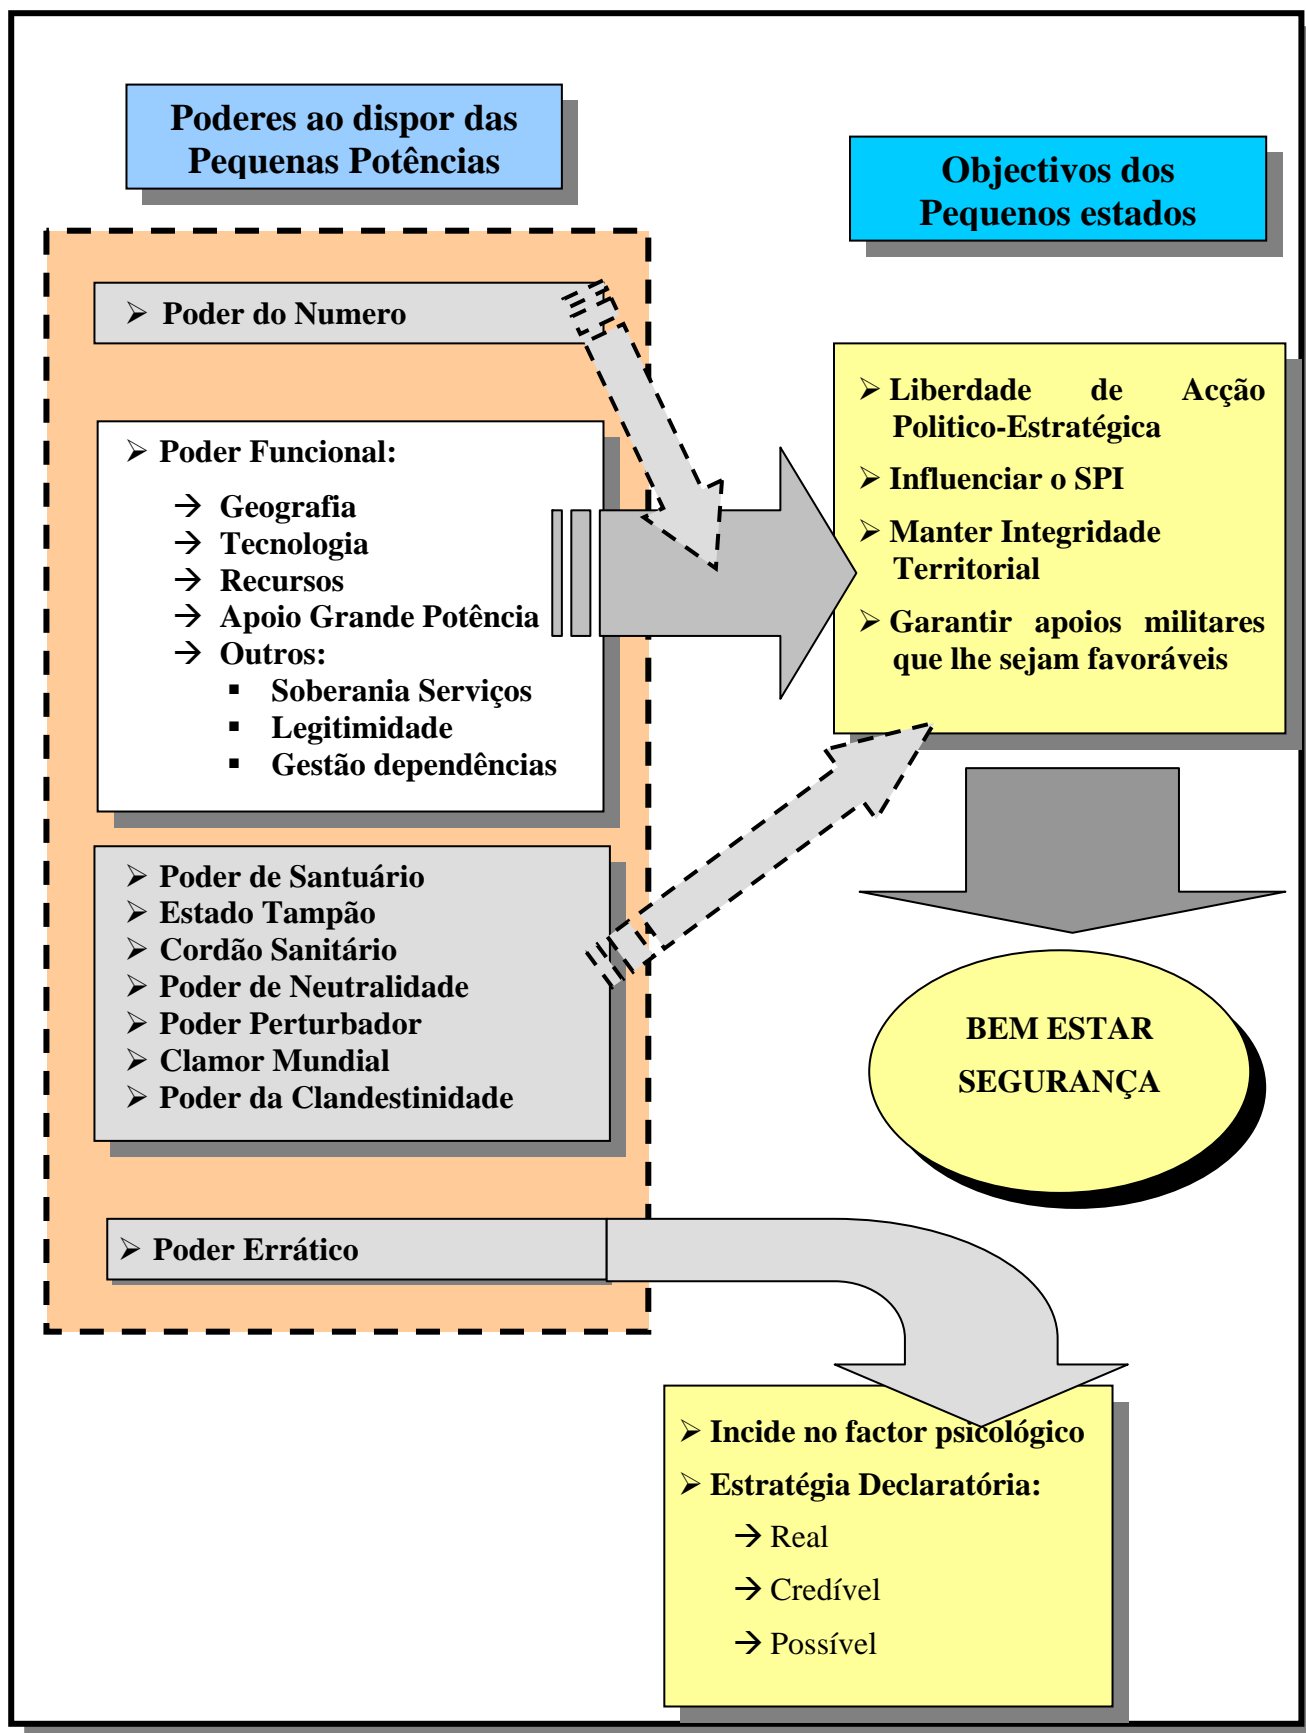 Poderes ao dispor das
Pequenas Potências
Objectivos dos
Pequenos estados
➢ Poder do Numero
➢ Poder Funcional:
→ Geografia
→ Tecnologia
→ Recursos
→ Apoio Grande Potência
→ Outros:
▪ Soberania Serviços
▪ Legitimidade
▪ Gestão dependências
➢ Poder de Santuário
➢ Estado Tampão
➢ Cordão Sanitário
➢ Poder de Neutralidade
➢ Poder Perturbador
➢ Clamor Mundial
➢ Poder da Clandestinidade
➢ Poder Errático
➢ Liberdade de Acção
Politico-Estratégica
➢ Influenciar o SPI
➢ Manter Integridade
Territorial
➢ Garantir apoios militares
que lhe sejam favoráveis
BEM ESTAR
SEGURANÇA
➢ Incide no factor psicológico
➢ Estratégia Declaratória:
→ Real
→ Credível
→ Possível